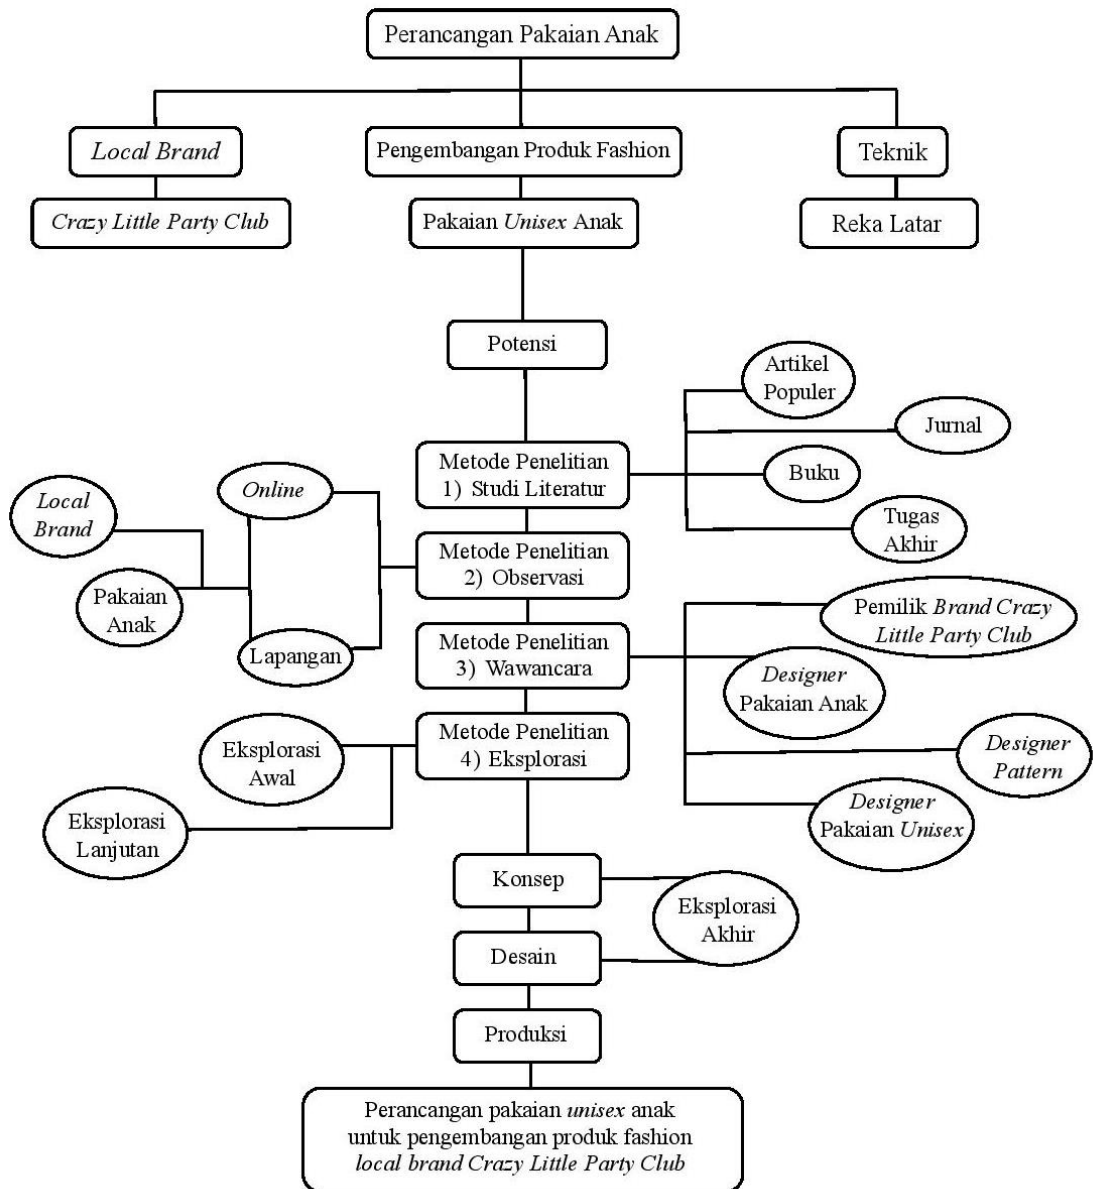 Perancangan Pakaian Anak
Local Brand
Pengembangan Produk Fashion
Teknik
Crazy Little Party Club
Pakaian Unisex Anak
Reka Latar
Potensi
Artikel
Populer
Jurnal
Metode Penelitian
1) Studi Literatur
Buku
Tugas
Akhir
Online
Local
Brand
Metode Penelitian
2) Observasi
Pakaian
Anak
Lapangan
Metode Penelitian
3) Wawancara
Pemilik Brand Crazy
Little Party Club
Designer
Pakaian Anak
Designer
Pattern
Designer
Pakaian Unisex
Metode Penelitian
4) Eksplorasi
Eksplorasi
Awal
Eksplorasi
Lanjutan
Konsep
Eksplorasi
Akhir
Desain
Produksi
Perancangan pakaian unisex anak
untuk pengembangan produk fashion
local brand Crazy Little Party Club